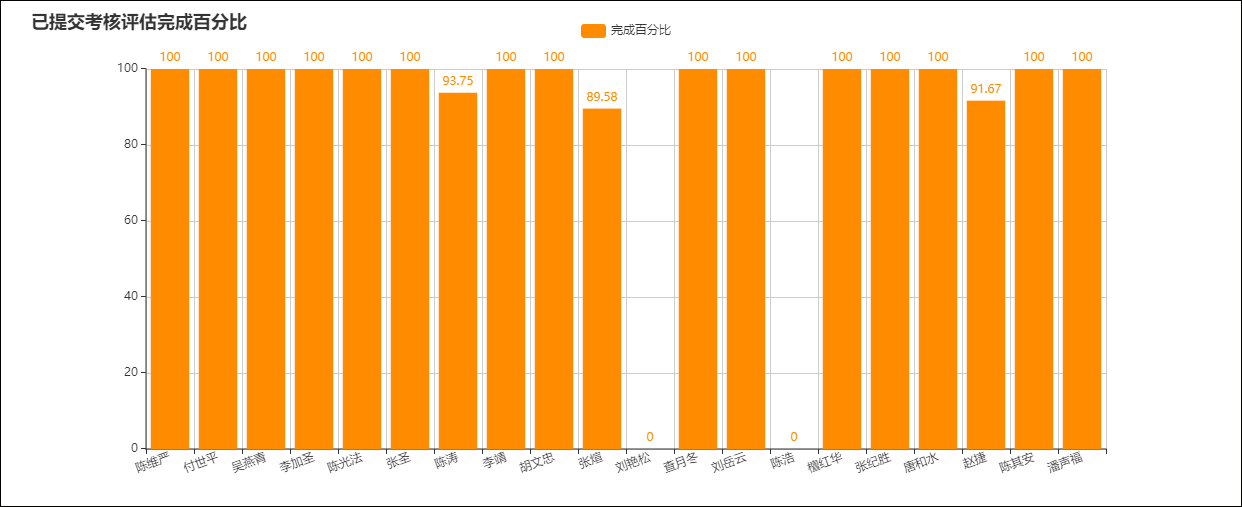 已提交考核评估完成百分比
完成百分比
100 100 100 100 100 100 93.75 100 100 89.58 0 100 100 0 100 100 100 91.67 100 100
100
80
60
40
20
0
陈维严 付世平 吴燕青 李加圣 陈光法 张圣 陈涛 李靖 胡文忠 张熠 刘艳松 查月冬 刘岳云 陈浩 檀红华 张纪胜 唐和水 赵捷 陈其安 潘声福